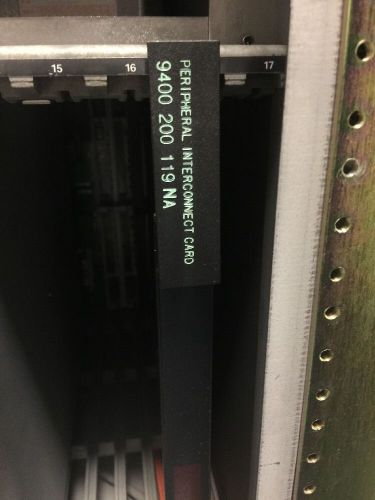 15
16
17
PERIPHERAL INTERCONNECT CARD
9400 200 119 NA